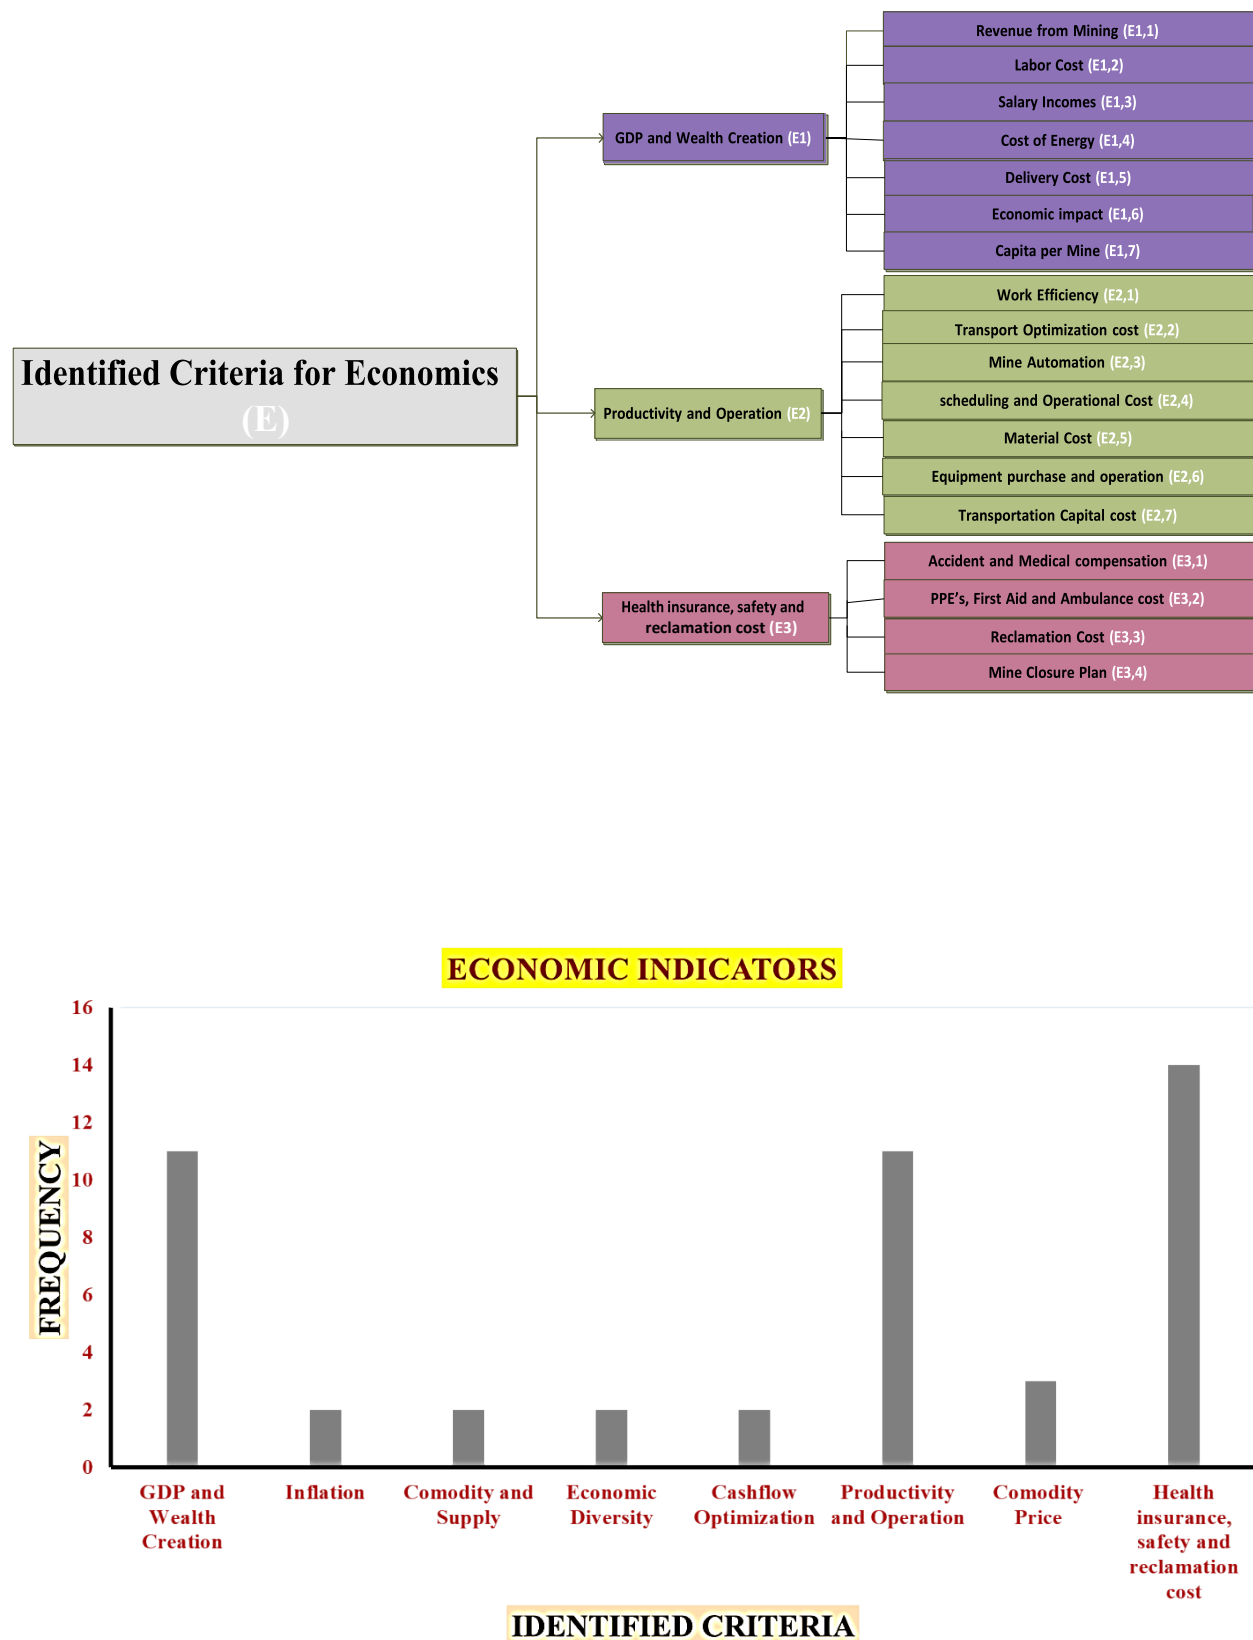 Revenue from Mining (E1,1)
Labor Cost (E1,2)
Salary Incomes (E1,3)
GDP and Wealth Creation (E1)
Cost of Energy (E1,4)
Delivery Cost (E1,5)
Economic impact (E1,6)
Capita per Mine (E1,7)
Work Efficiency (E2,1)
Transport Optimization cost (E2,2)
Mine Automation (E2,3)
Identified Criteria for Economics
(E)
scheduling and Operational Cost (E2,4)
Productivity and Operation (E2)
Material Cost (E2,5)
Equipment purchase and operation (E2,6)
Transportation Capital cost (E2,7)
Accident and Medical compensation (E3,1)
PPE’s, First Aid and Ambulance cost (E3,2)
Health insurance, safety and
reclamation cost (E3)
Reclamation Cost (E3,3)
Mine Closure Plan (E3,4)
ECONOMIC INDICATORS
FREQUENCY
16
14
12
10
8
6
4
2
0
GDP and
Wealth
Creation
Inflation
Comodity and
Supply
Economic
Diversity
Cashflow
Optimization
Productivity
and Operation
Comodity
Price
Health
insurance,
safety and
reclamation
cost
IDENTIFIED CRITERIA